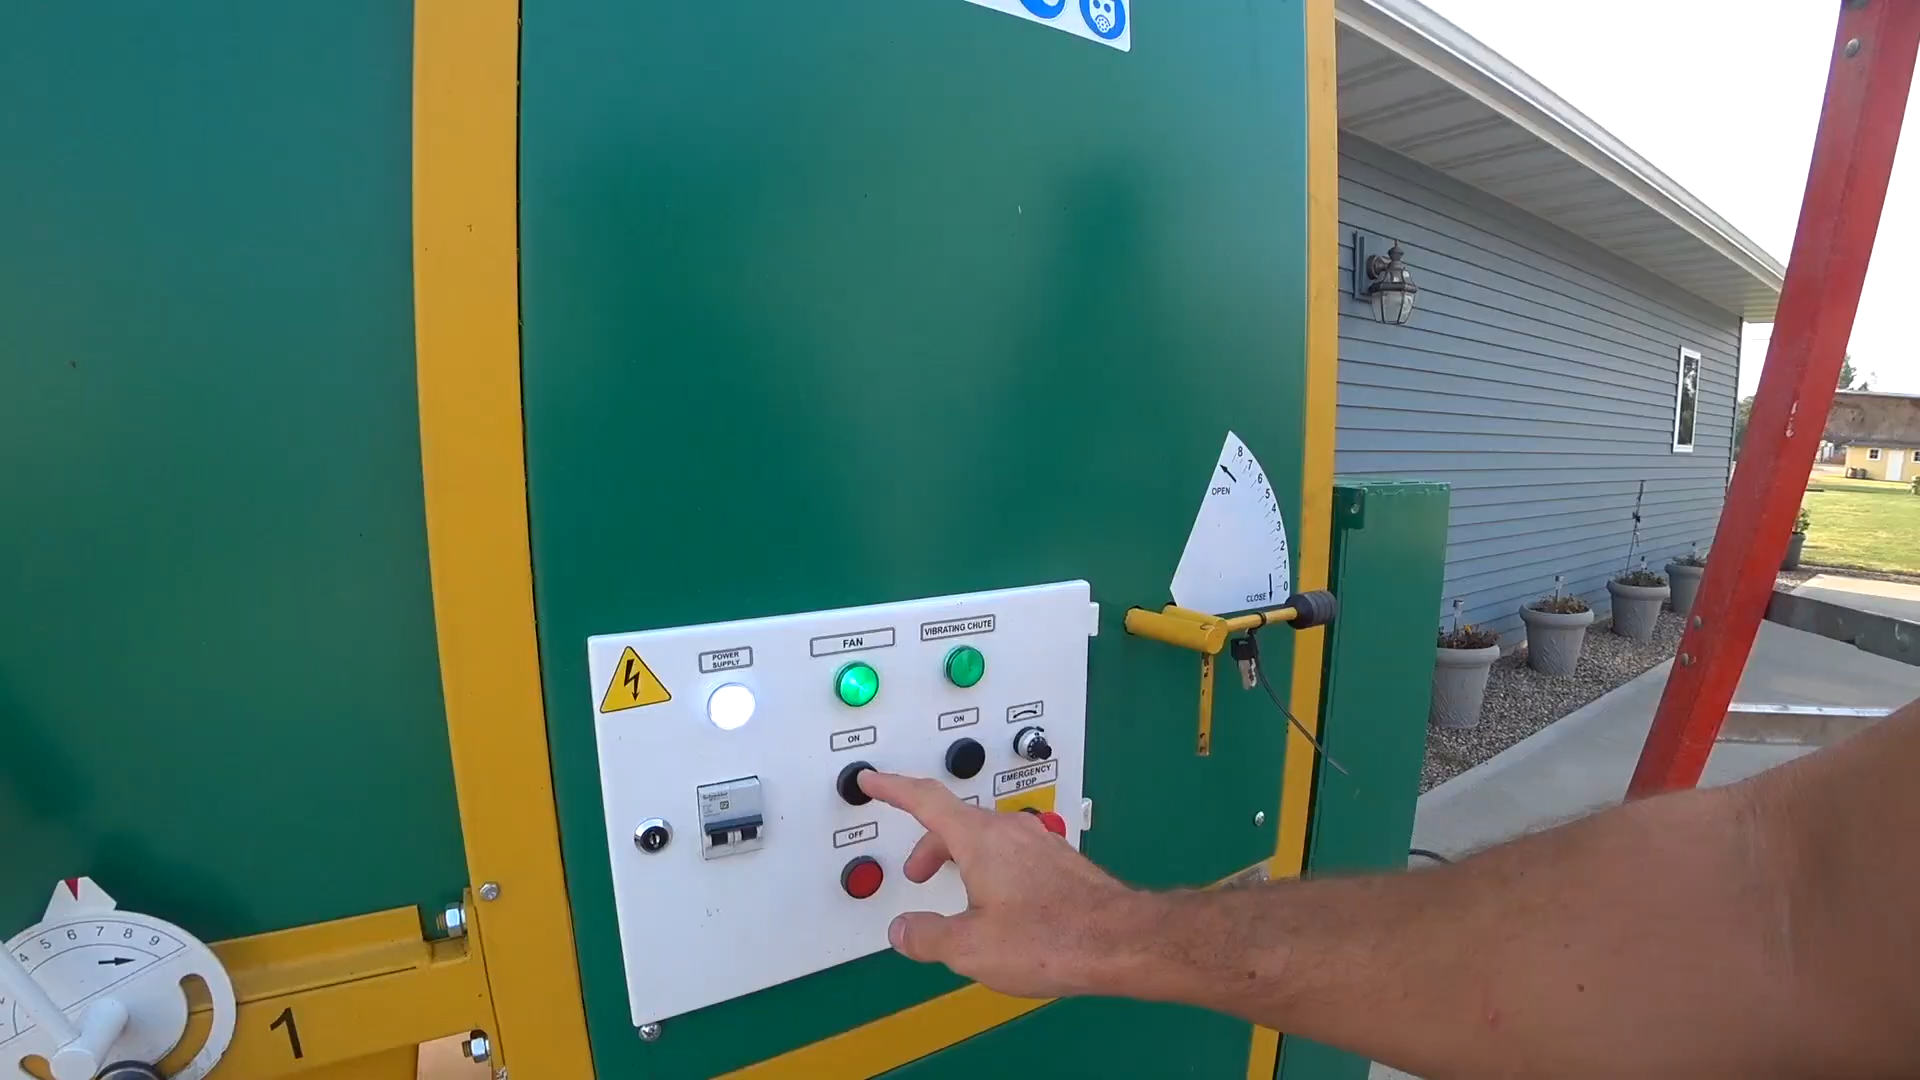 8
7
6
5
4
3
2
1
0
OPEN
CLOSE
POWER
SUPPLY
FAN
VIBRATING CHUTE
ON
ON
EMERGENCY
STOP
OFF
Schneider
4 5 6 7 8 9
1